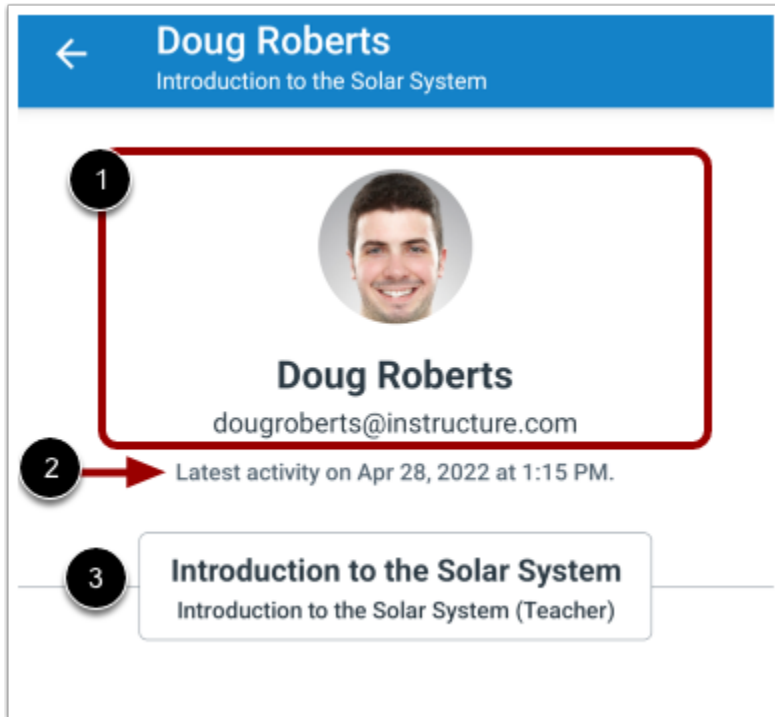 Doug Roberts
Introduction to the Solar System
1
Doug Roberts
dougroberts@instructure.com
2
Latest activity on Apr 28, 2022 at 1:15 PM.
3
Introduction to the Solar System
Introduction to the Solar System (Teacher)